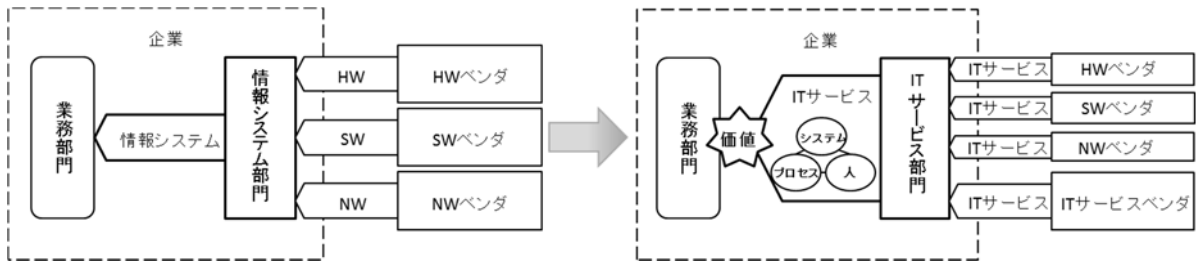 企業
業務部門
情報システム
情報システム部門
HW
HWベンダ
SW
SWベンダ
NW
NWベンダ
企業
業務部門
価値
ITサービス
システム
プロセス
人
ITサービス部門
ITサービス
HWベンダ
ITサービス
SWベンダ
ITサービス
NWベンダ
ITサービス
ITサービスベンダ